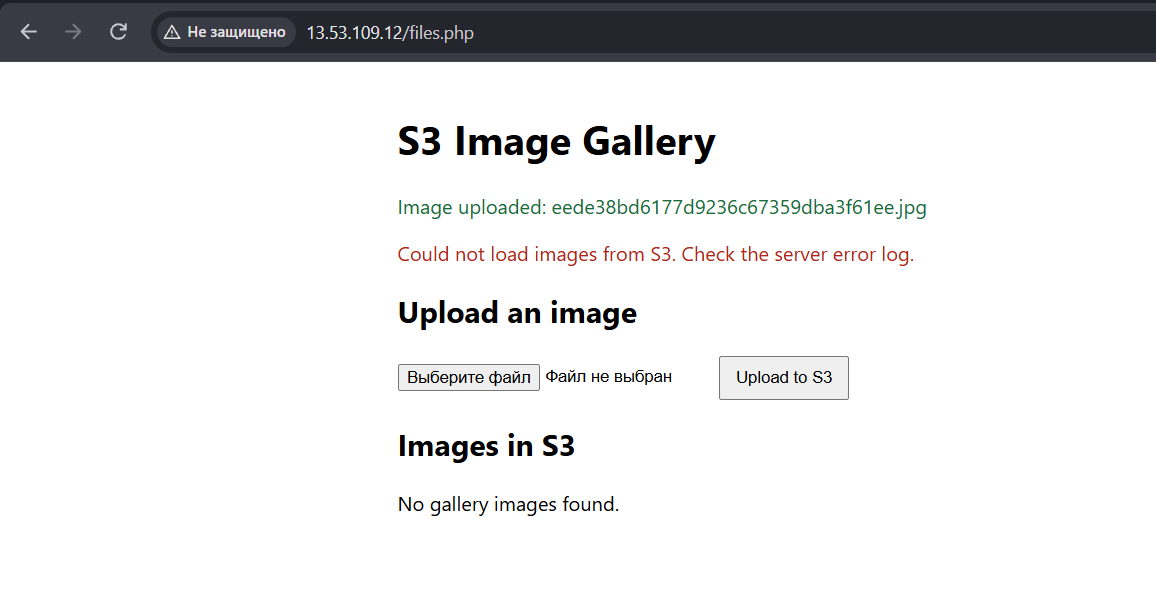 Не защищено 13.53.109.12/files.php
S3 Image Gallery
Image uploaded: eede38bd6177d9236c67359dba3f61ee.jpg
Could not load images from S3. Check the server error log.
Upload an image
Выберите файл Файл не выбран Upload to S3
Images in S3
No gallery images found.